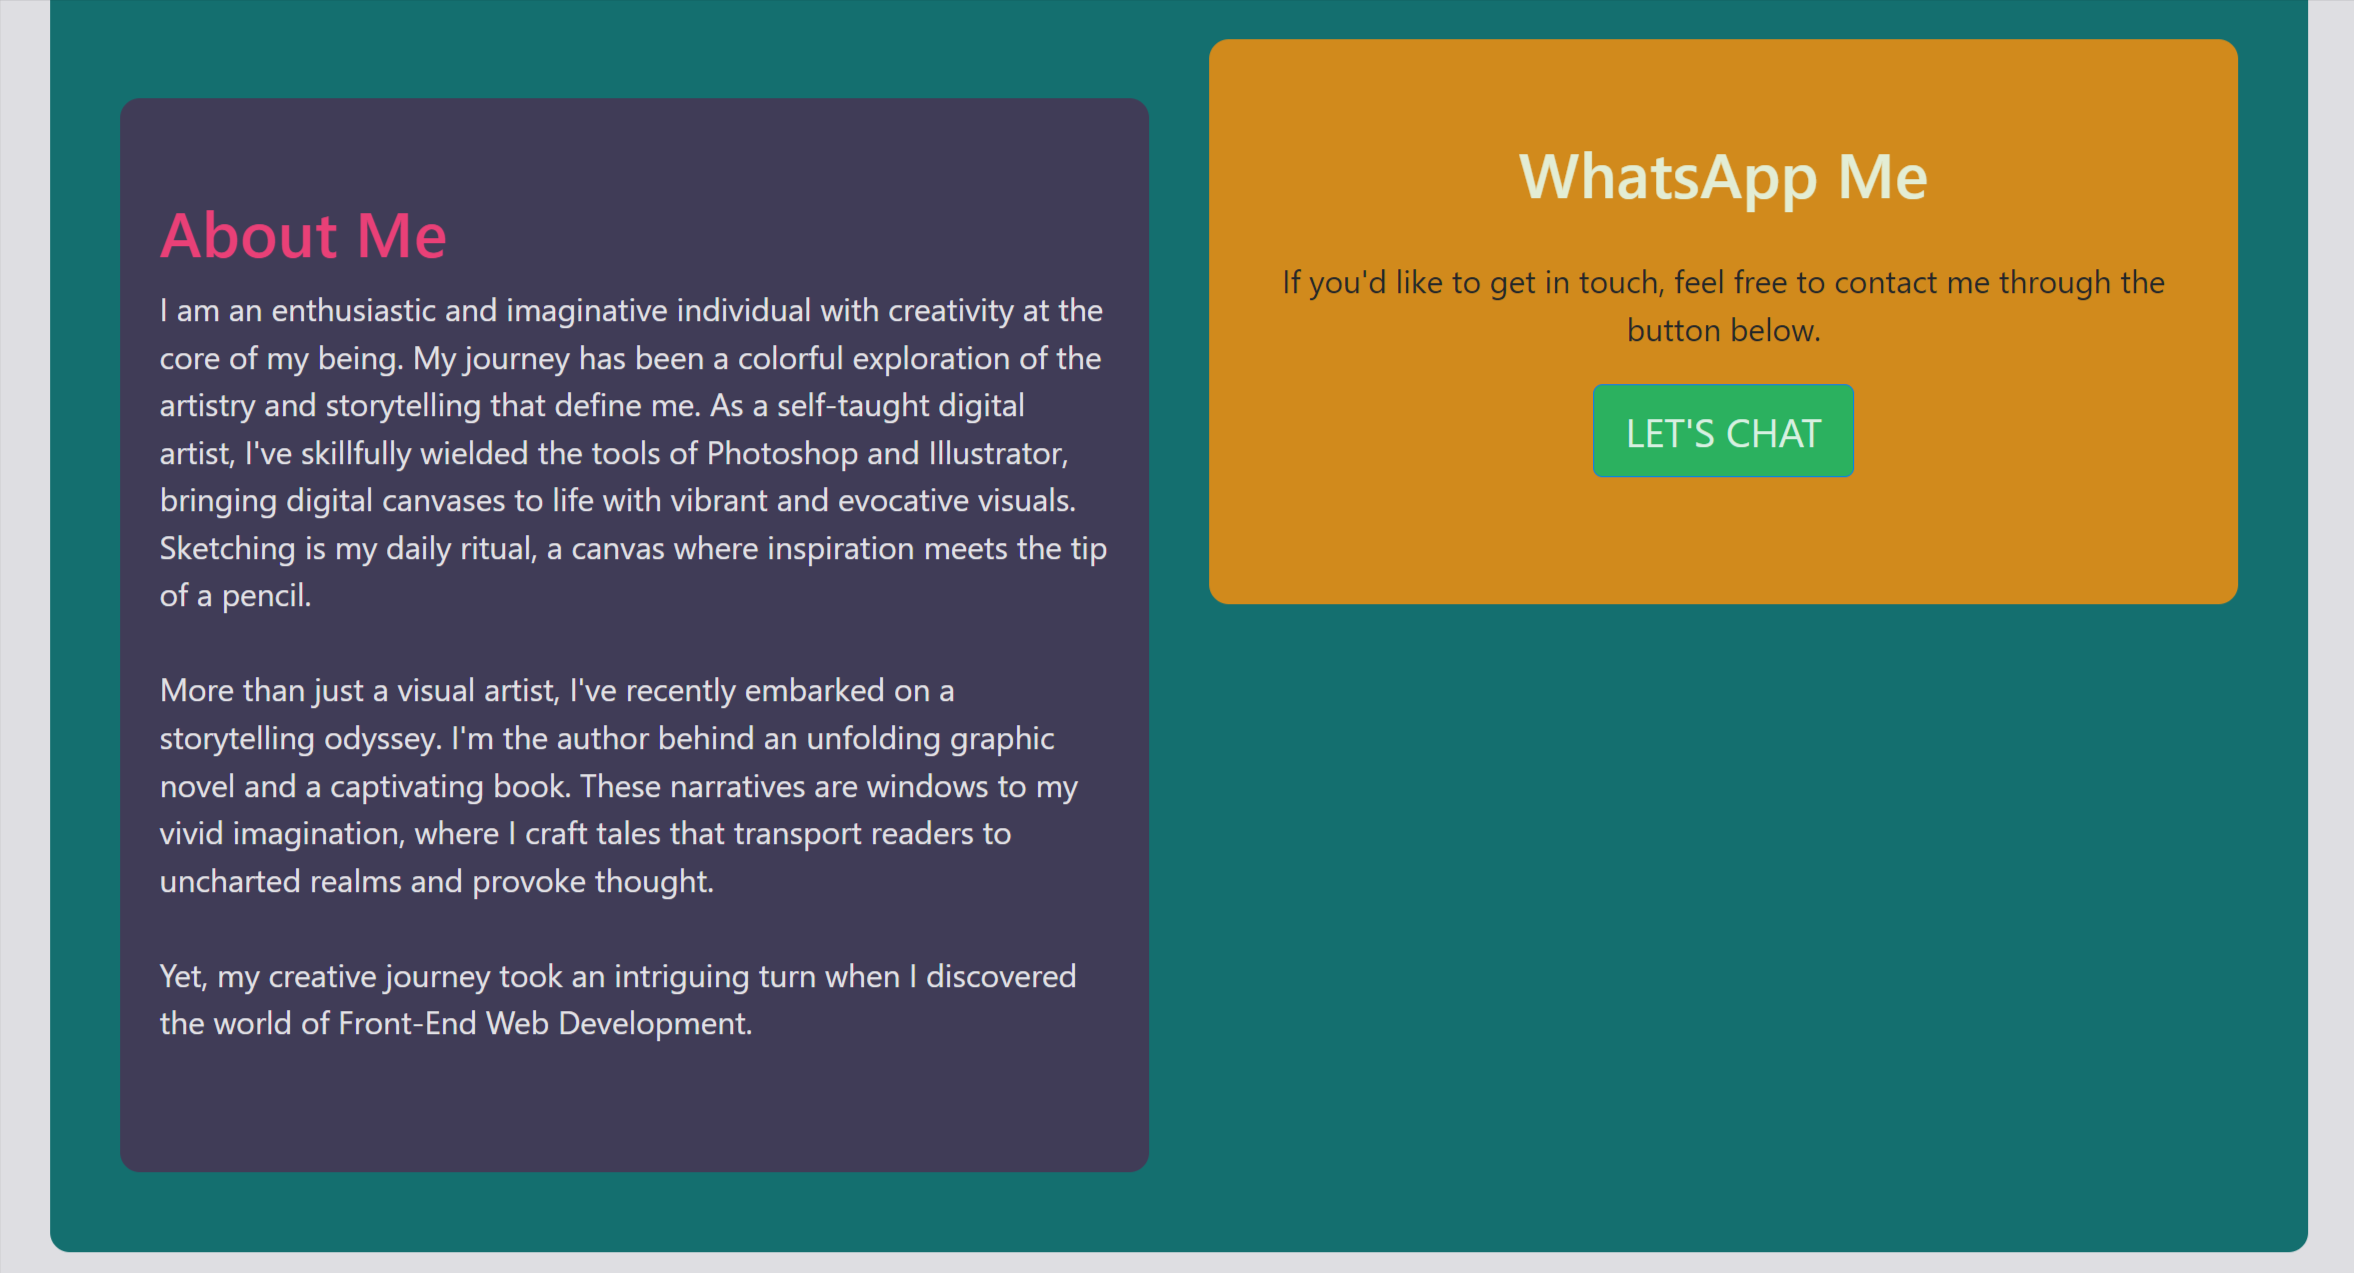 About Me
I am an enthusiastic and imaginative individual with creativity at the
core of my being. My journey has been a colorful exploration of the
artistry and storytelling that define me. As a self-taught digital
artist, I've skillfully wielded the tools of Photoshop and Illustrator,
bringing digital canvases to life with vibrant and evocative visuals.
Sketching is my daily ritual, a canvas where inspiration meets the tip
of a pencil.
More than just a visual artist, I've recently embarked on a
storytelling odyssey. I'm the author behind an unfolding graphic
novel and a captivating book. These narratives are windows to my
vivid imagination, where I craft tales that transport readers to
uncharted realms and provoke thought.
Yet, my creative journey took an intriguing turn when I discovered
the world of Front-End Web Development.
WhatsApp Me
If you'd like to get in touch, feel free to contact me through the
button below.
LET'S CHAT